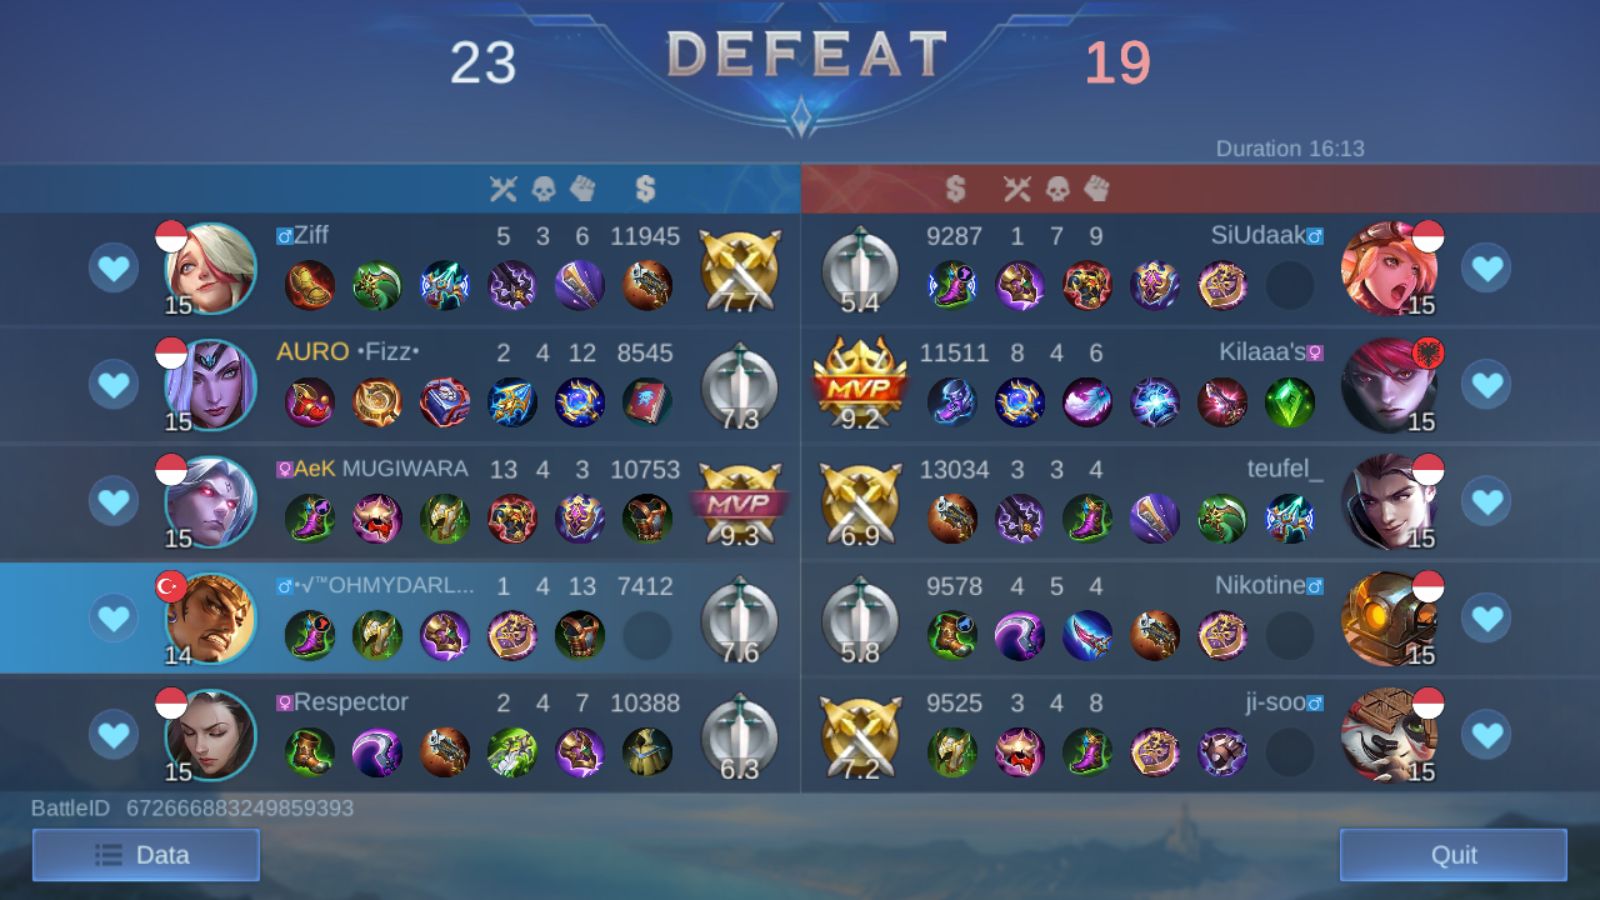 23 DEFEAT 19
Duration 16:13
Ziff 5 3 6 11945 7.7 15
5.4 9287 1 7 9 SiUdaak 15
AURO •Fizz• 2 4 12 8545 7.3 15
MVP 9.2 11511 8 4 6 Kilaaa's 15
AeK MUGIWARA 13 4 3 10753 MVP 9.3 15
6.9 13034 3 3 4 teufel_ 15
•√™OHMYDARL... 1 4 13 7412 7.6 14
5.8 9578 4 5 4 Nikotine 15
Respector 2 4 7 10388 6.3 15
7.2 9525 3 4 8 ji-soo 15
BattleID 672666883249859393
Data Quit